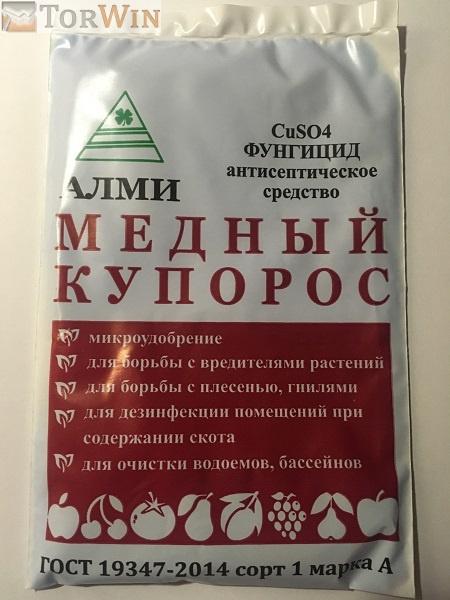 TorWin
CuSO4
ФУНГИЦИД
антисептическое
средство
АЛМИ
МЕДНЫЙ
КУПОРОС
микроудобрение
для борьбы с вредителями растений
для борьбы с плесенью, гнилями
для дезинфекции помещений при
содержании скота
для очистки водоемов, бассейнов
ГОСТ 19347-2014 сорт 1 марка А